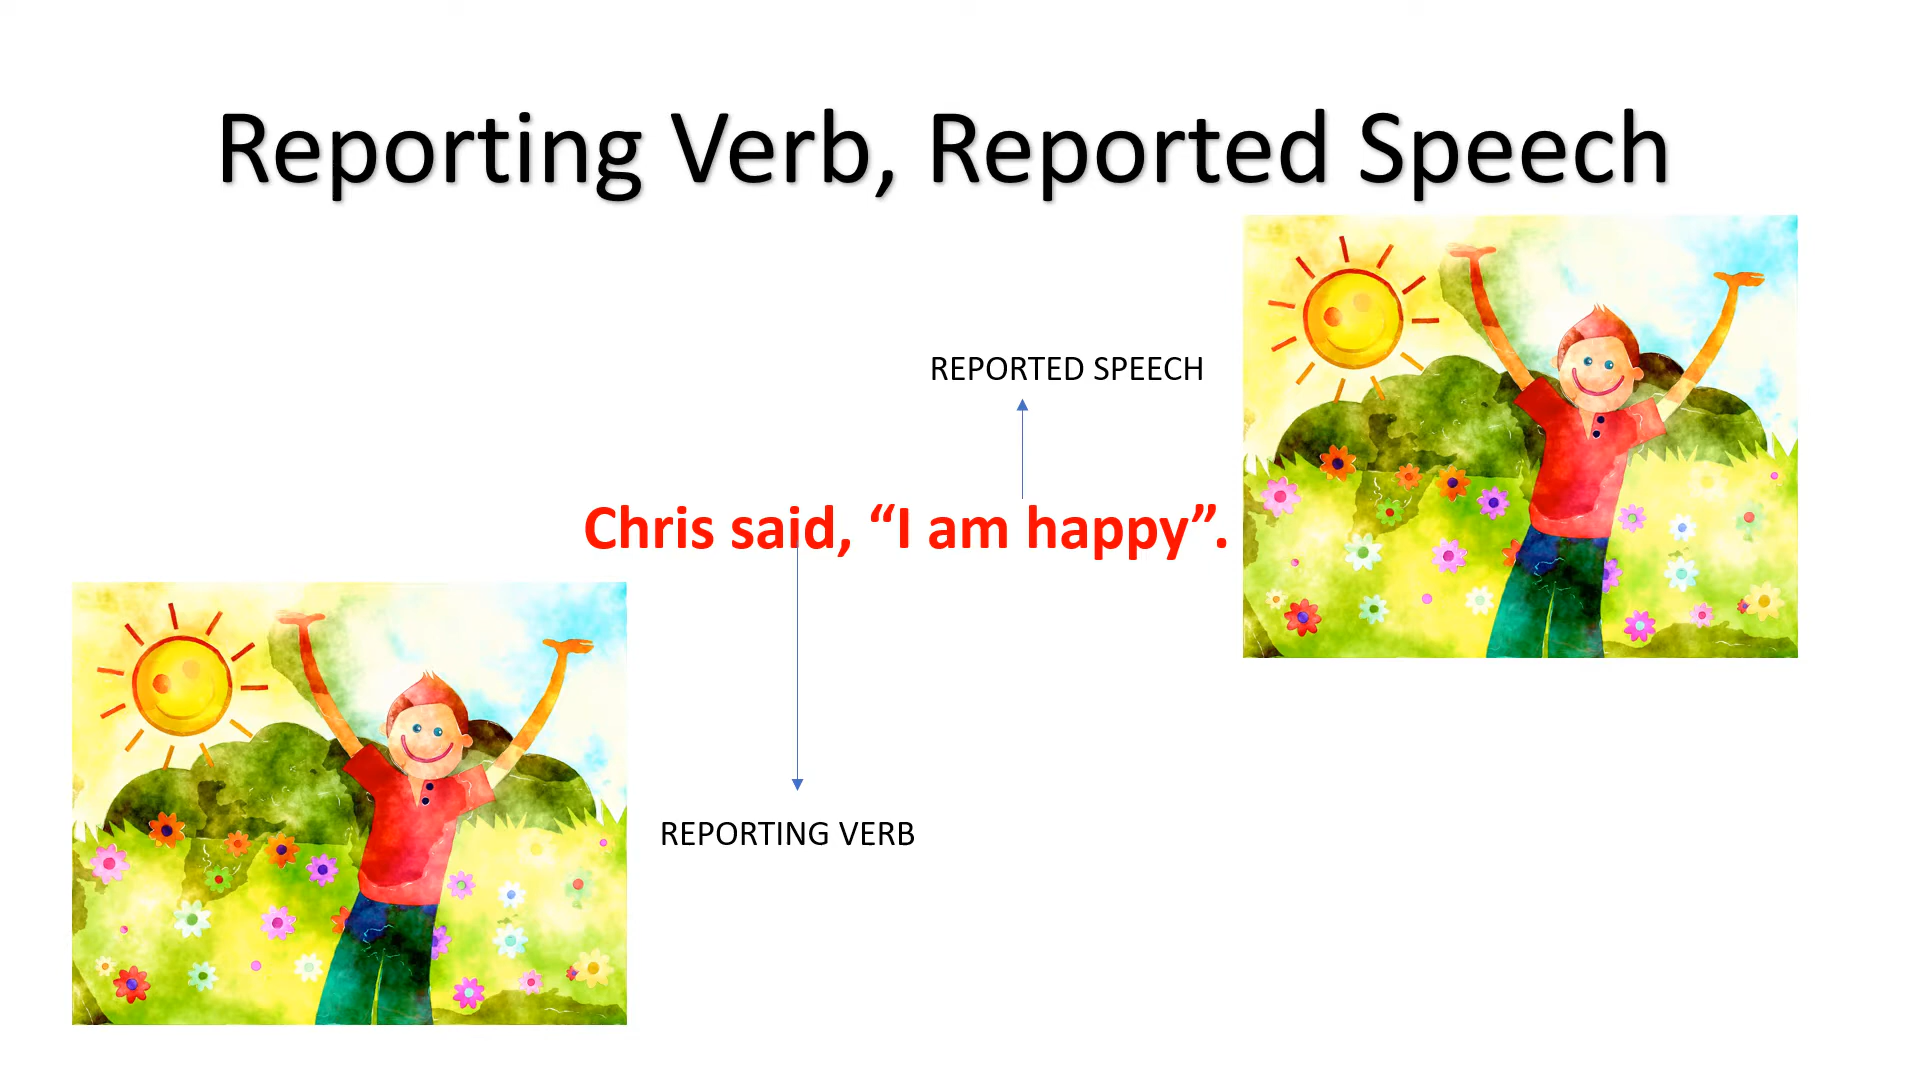 Reporting Verb, Reported Speech
REPORTED SPEECH
Chris said, “I am happy”.
REPORTING VERB